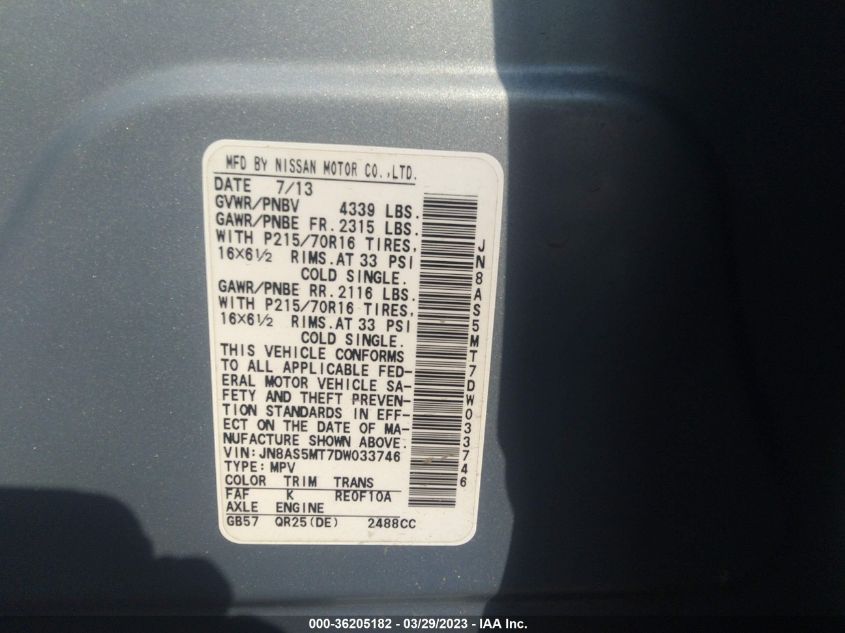 MFD BY NISSAN MOTOR CO.,LTD.
DATE 7/13
GVWR/PNBV 4339 LBS.
GAWR/PNBE FR.2315 LBS.
WITH P215/70R16 TIRES,
16X6½ RIMS.AT 33 PSI
COLD SINGLE.
GAWR/PNBE RR.2116 LBS.
WITH P215/70R16 TIRES,
16X6½ RIMS.AT 33 PSI
COLD SINGLE.
THIS VEHICLE CONFORMS
TO ALL APPLICABLE FED-
ERAL MOTOR VEHICLE SA-
FETY AND THEFT PREVEN-
TION STANDARDS IN EFF-
ECT ON THE DATE OF MA-
NUFACTURE SHOWN ABOVE.
VIN:JN8AS5MT7DW033746
TYPE:MPV
COLOR TRIM TRANS
FAF K RE0F10A
AXLE ENGINE
GB57 QR25(DE) 2488CC
JN8AS5MT7DW033746
000-36205182 - 03/29/2023 - IAA Inc.